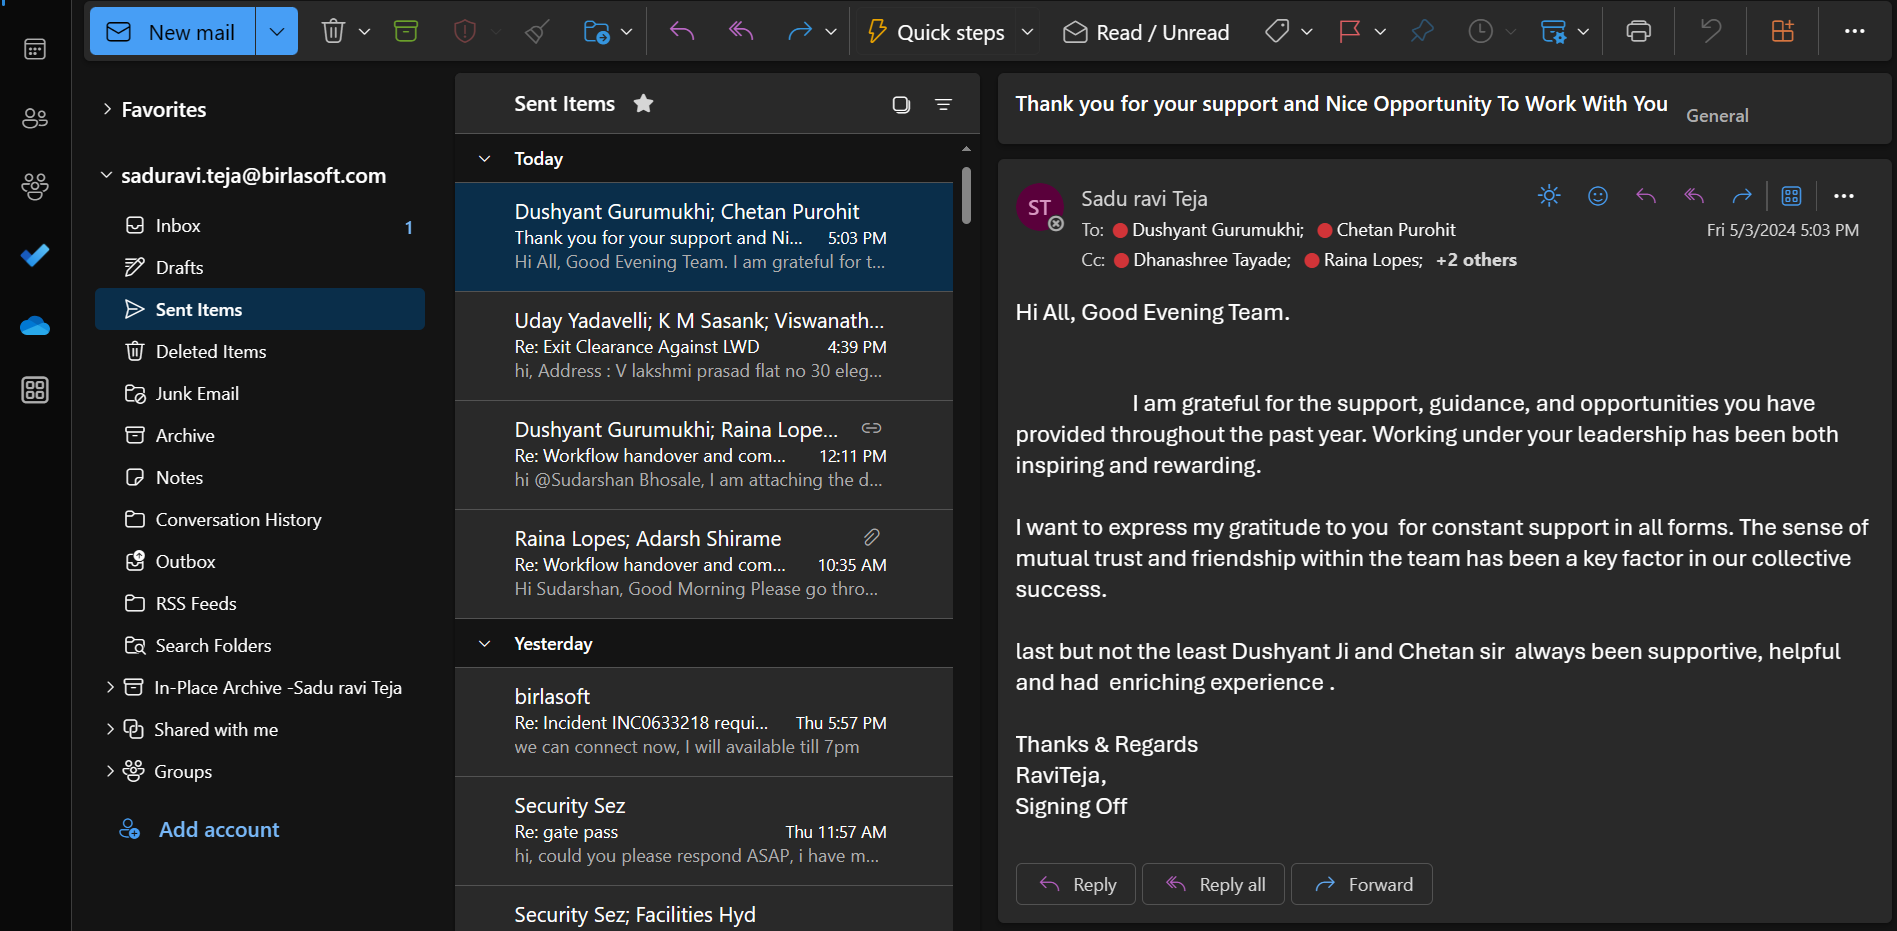 New mail
Quick steps
Read / Unread
Favorites
saduravi.teja@birlasoft.com
Inbox 1
Drafts
Sent Items
Deleted Items
Junk Email
Archive
Notes
Conversation History
Outbox
RSS Feeds
Search Folders
In-Place Archive -Sadu ravi Teja
Shared with me
Groups
Add account
Sent Items
Today
Dushyant Gurumukhi; Chetan Purohit
Thank you for your support and Ni... 5:03 PM
Hi All, Good Evening Team. I am grateful for t...
Uday Yadavelli; K M Sasank; Viswanath...
Re: Exit Clearance Against LWD 4:39 PM
hi, Address : V lakshmi prasad flat no 30 eleg...
Dushyant Gurumukhi; Raina Lope...
Re: Workflow handover and com... 12:11 PM
hi @Sudarshan Bhosale, I am attaching the d...
Raina Lopes; Adarsh Shirame
Re: Workflow handover and com... 10:35 AM
Hi Sudarshan, Good Morning Please go thro...
Yesterday
birlasoft
Re: Incident INC0633218 requi... Thu 5:57 PM
we can connect now, I will available till 7pm
Security Sez
Re: gate pass Thu 11:57 AM
hi, could you please respond ASAP, i have m...
Security Sez; Facilities Hyd
Thank you for your support and Nice Opportunity To Work With You General
ST
Sadu ravi Teja
To: Dushyant Gurumukhi; Chetan Purohit
Fri 5/3/2024 5:03 PM
Cc: Dhanashree Tayade; Raina Lopes; +2 others
Hi All, Good Evening Team.
I am grateful for the support, guidance, and opportunities you have
provided throughout the past year. Working under your leadership has been both
inspiring and rewarding.
I want to express my gratitude to you  for constant support in all forms. The sense of
mutual trust and friendship within the team has been a key factor in our collective
success.
last but not the least Dushyant Ji and Chetan sir  always been supportive, helpful
and had  enriching experience .
Thanks & Regards
RaviTeja,
Signing Off
Reply
Reply all
Forward